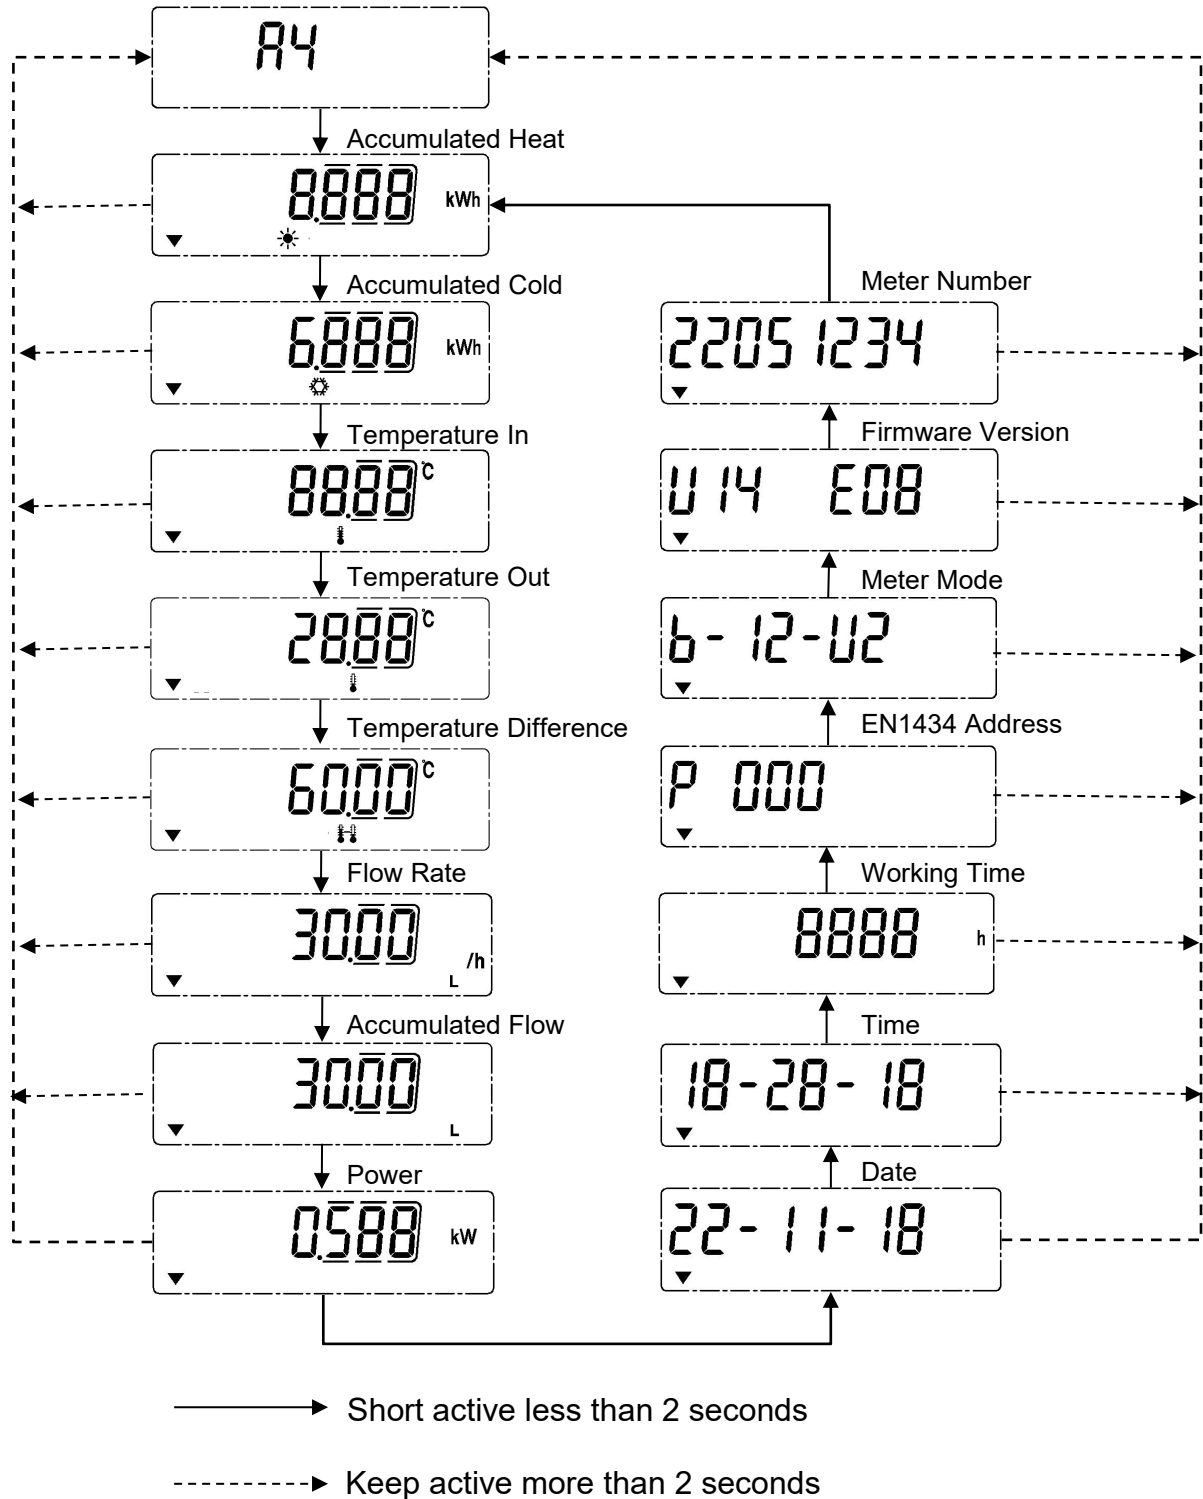 A4
Accumulated Heat
8.888 kWh
Accumulated Cold
6.888 kWh
Temperature In
88.88 °C
Temperature Out
28.88 °C
Temperature Difference
60.00 °C
Flow Rate
30.00 L/h
Accumulated Flow
30.00 L
Power
0.588 kW
Meter Number
22051234
Firmware Version
U14 E08
Meter Mode
b-12-U2
EN1434 Address
P 000
Working Time
8888 h
Time
18-28-18
Date
22-11-18
Short active less than 2 seconds
Keep active more than 2 seconds